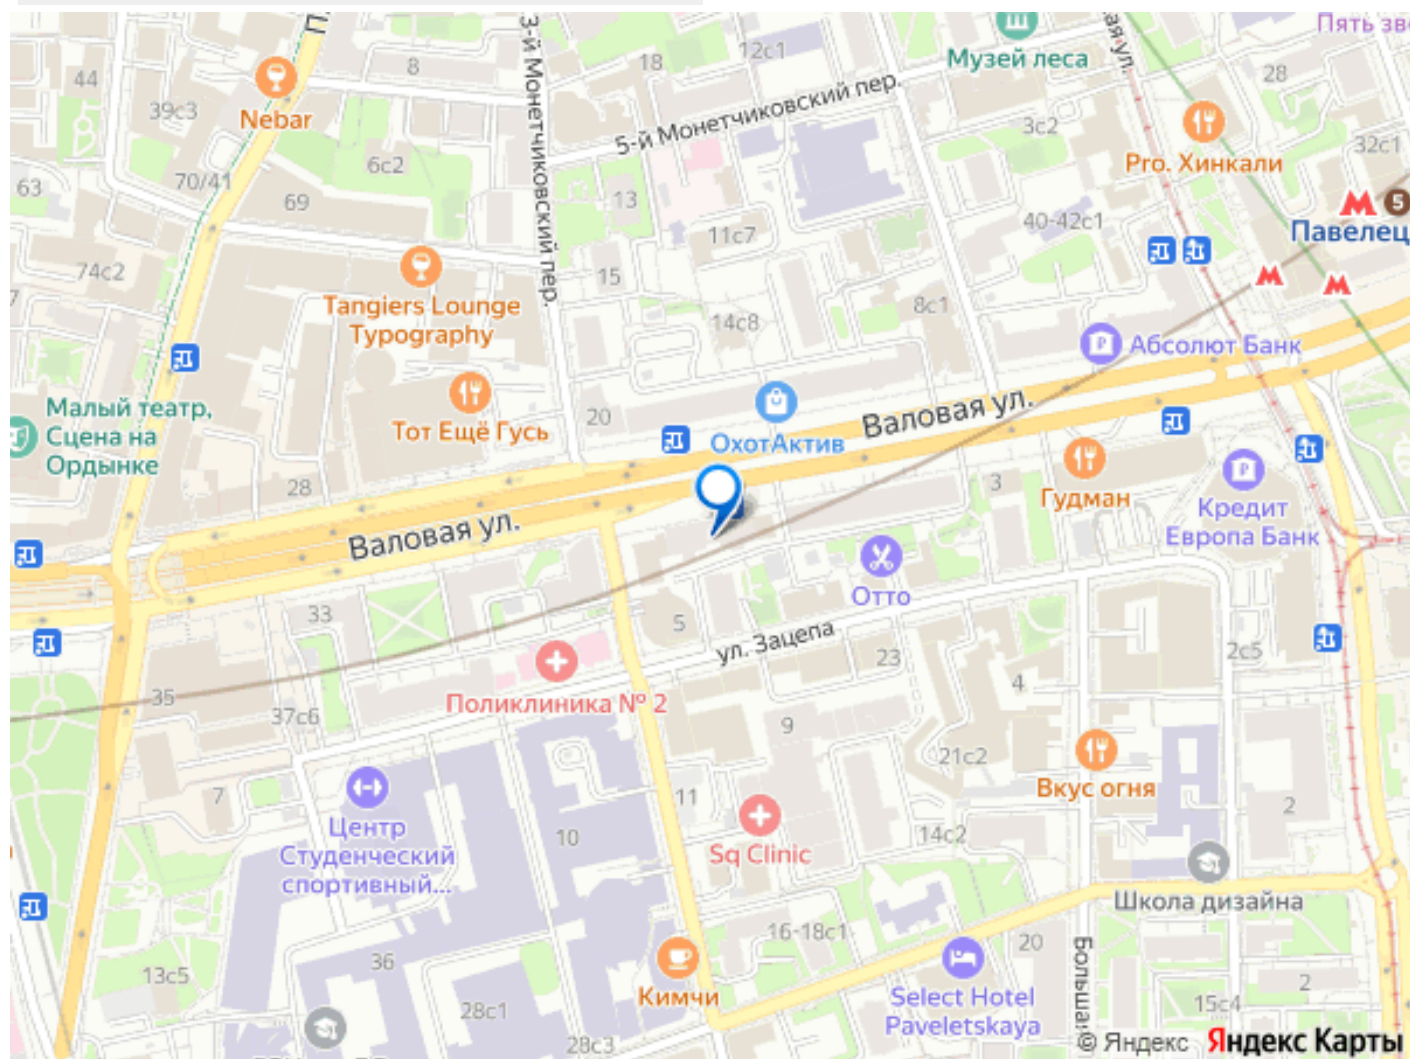 Пять зв
12с1
Музей леса
ая ул.
3-й Монетчиковский пер.
8
18
44
28
39с3
Nebar
5-й Монетчиковский пер.
3с2
32с1
6с2
Pro. Хинкали
70/41
63
69
13
40-42с1
5
Павелец
11с7
74с2
15
Tangiers Lounge
Typography
8с1
14с8
Абсолют Банк
Малый театр,
Сцена на
Ордынке
Тот Ещё Гусь
20
ОхотАктив
Валовая ул.
28
3
Гудман
Кредит
Европа Банк
Валовая ул.
Отто
33
5
ул. Зацепа
23
2с5
35
Поликлиника № 2
4
37с6
9
21с2
7
11
Вкус огня
2
Центр
Студенческий
спортивный...
10
Sq Clinic
14с2
Школа дизайна
16-18с1
20
36
13с5
Кимчи
Select Hotel
Paveletskaya
Большая
2
15с4
28с1
28с3
© Яндекс Яндекс Карты